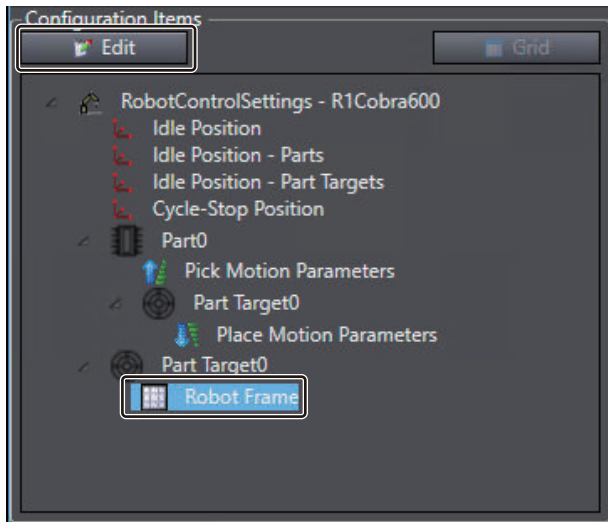 Configuration Items
Edit
Grid
RobotControlSettings - R1Cobra600
Idle Position
Idle Position - Parts
Idle Position - Part Targets
Cycle-Stop Position
Part0
Pick Motion Parameters
Part Target0
Place Motion Parameters
Part Target0
Robot Frame